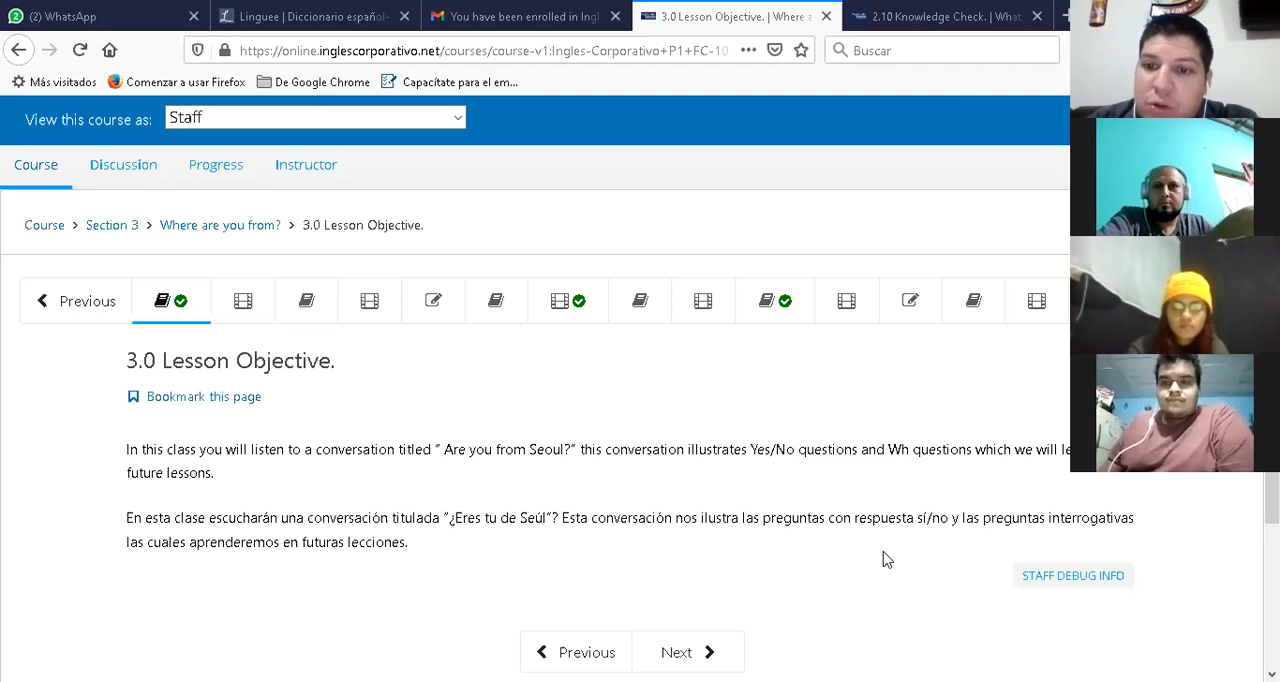 (2) WhatsApp
Linguee | Diccionario español-
You have been enrolled in Ingl
3.0 Lesson Objective. | Where a
2.10 Knowledge Check. | What
https://online.inglescorporativo.net/courses/course-v1:Ingles-Corporativo+P1+FC-10
Buscar
Más visitados
Comenzar a usar Firefox
De Google Chrome
Capacítate para el em...
View this course as:
Staff
Course
Discussion
Progress
Instructor
Course > Section 3 > Where are you from? > 3.0 Lesson Objective.
Previous
3.0 Lesson Objective.
Bookmark this page
In this class you will listen to a conversation titled “ Are you from Seoul?” this conversation illustrates Yes/No questions and Wh questions which we will le
future lessons.
En esta clase escucharán una conversación titulada “¿Eres tu de Seúl”? Esta conversación nos ilustra las preguntas con respuesta sí/no y las preguntas interrogativas
las cuales aprenderemos en futuras lecciones.
STAFF DEBUG INFO
Previous
Next